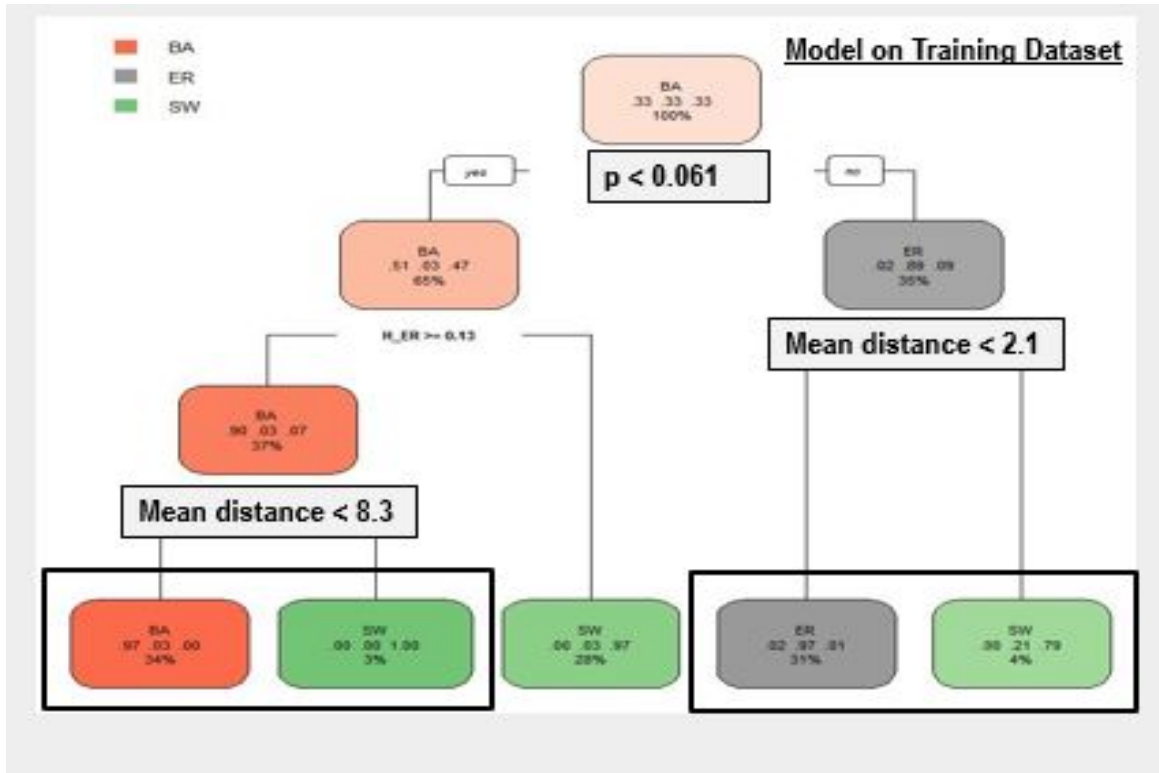 BA
ER
SW
Model on Training Dataset
BA
.33 .33 .33
100%
yes
p < 0.061
no
BA
.51 .03 .47
65%
ER
.02 .89 .09
35%
H_ER >= 0.13
Mean distance < 2.1
BA
.90 .03 .07
37%
Mean distance < 8.3
BA
.97 .03 .00
34%
SW
.00 .00 1.00
3%
SW
.00 .03 .97
28%
ER
.02 .97 .01
31%
SW
.00 .21 .79
4%